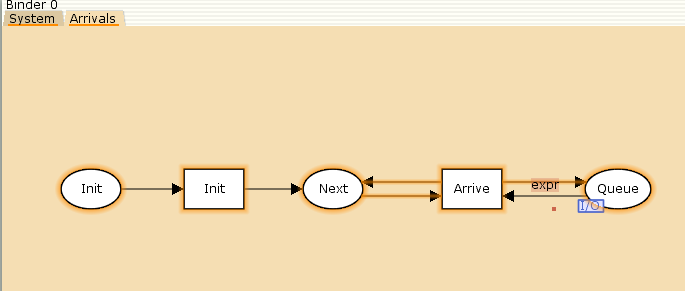 Binder 0
System Arrivals
Init Init Next Arrive expr Queue
I/O